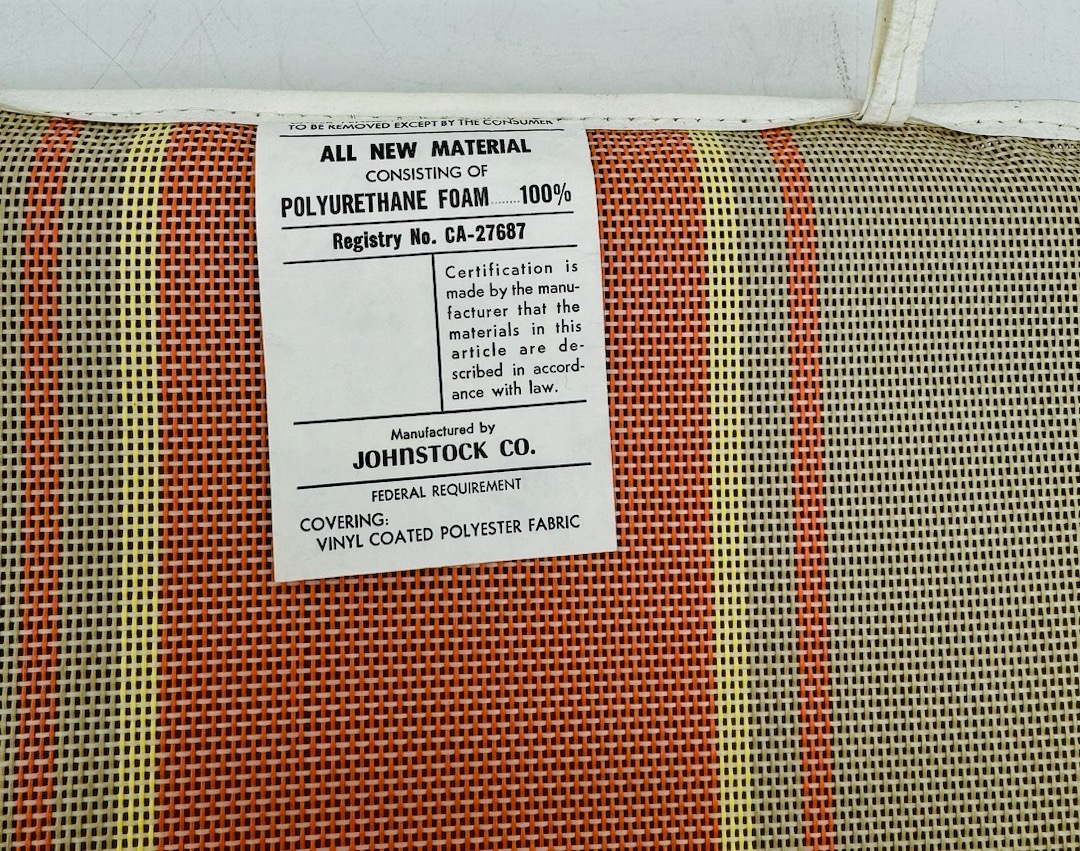 TO BE REMOVED EXCEPT BY THE CONSUMER
ALL NEW MATERIAL
CONSISTING OF
POLYURETHANE FOAM........100%
Registry No. CA-27687
Certification is
made by the manu-
facturer that the
materials in this
article are de-
scribed in accord-
ance with law.
Manufactured by
JOHNSTOCK CO.
FEDERAL REQUIREMENT
COVERING:
VINYL COATED POLYESTER FABRIC